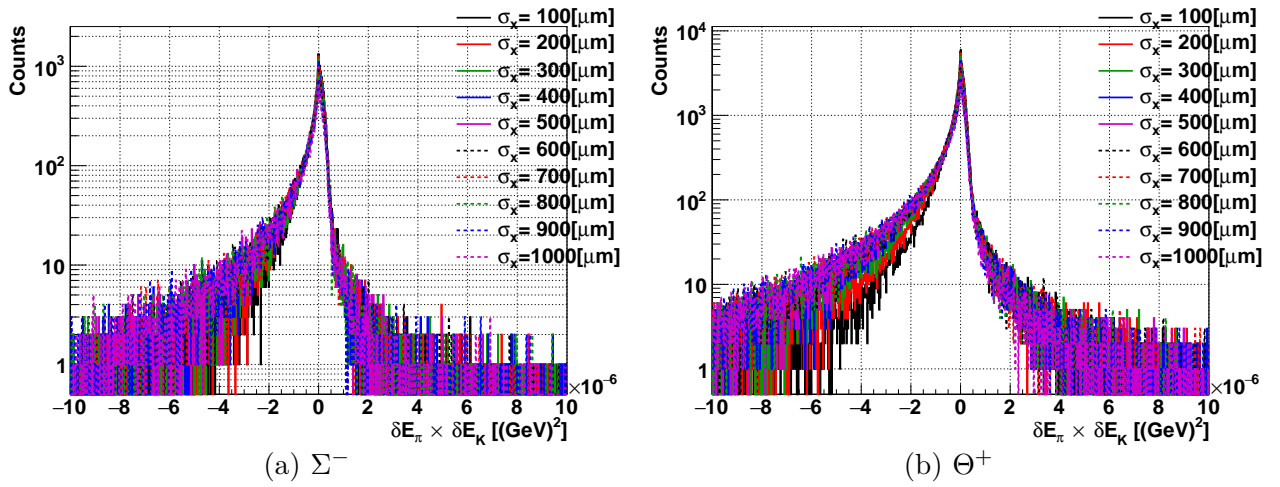 Counts
10³
10²
10
1
−10 −8 −6 −4 −2 0 2 4 6 8 10
×10⁻⁶
δE_π × δE_K [(GeV)²]
σₓ= 100[μm]
σₓ= 200[μm]
σₓ= 300[μm]
σₓ= 400[μm]
σₓ= 500[μm]
σₓ= 600[μm]
σₓ= 700[μm]
σₓ= 800[μm]
σₓ= 900[μm]
σₓ=1000[μm]
(a) Σ⁻
Counts
10⁴
10³
10²
10
1
−10 −8 −6 −4 −2 0 2 4 6 8 10
×10⁻⁶
δE_π × δE_K [(GeV)²]
σₓ= 100[μm]
σₓ= 200[μm]
σₓ= 300[μm]
σₓ= 400[μm]
σₓ= 500[μm]
σₓ= 600[μm]
σₓ= 700[μm]
σₓ= 800[μm]
σₓ= 900[μm]
σₓ=1000[μm]
(b) Θ⁺